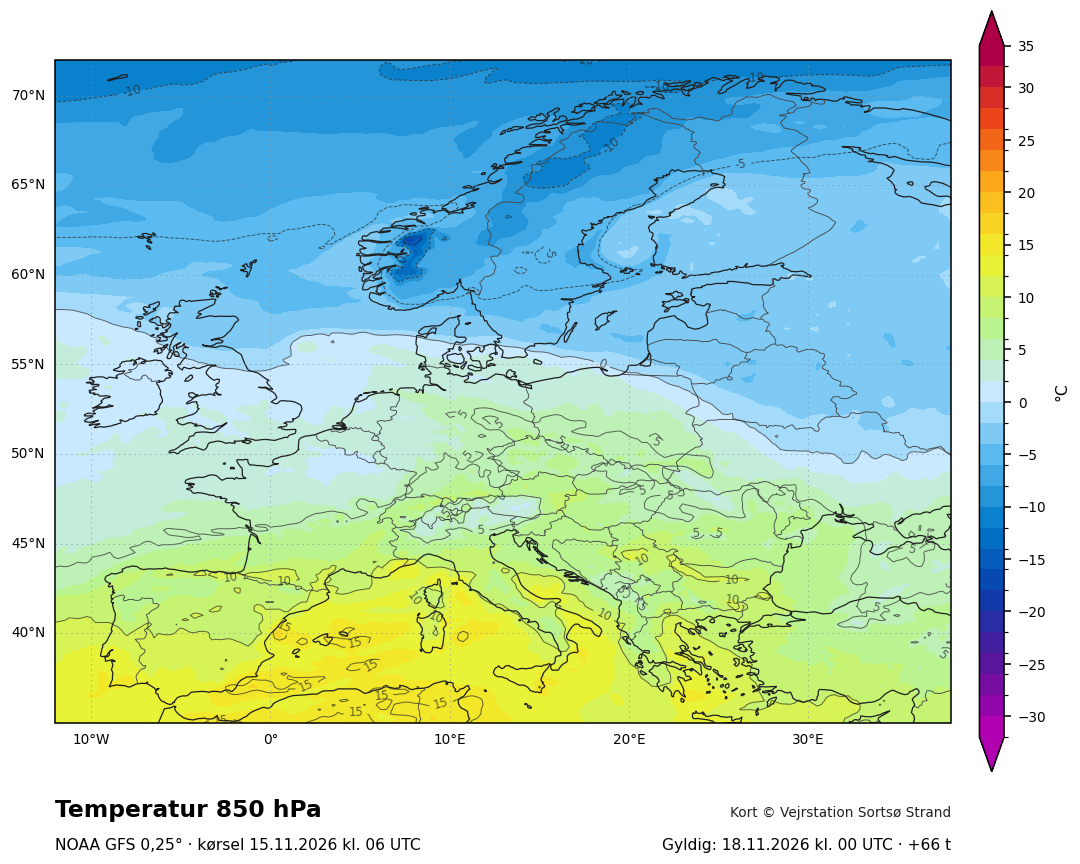 35
30
25
20
15
10
5
0
−5
−10
−15
−20
−25
−30
°C
70°N
65°N
60°N
55°N
50°N
45°N
40°N
10°W
0°
10°E
20°E
30°E
Temperatur 850 hPa
Kort © Vejrstation Sortsø Strand
NOAA GFS 0,25° · kørsel 15.11.2026 kl. 06 UTC
Gyldig: 18.11.2026 kl. 00 UTC · +66 t